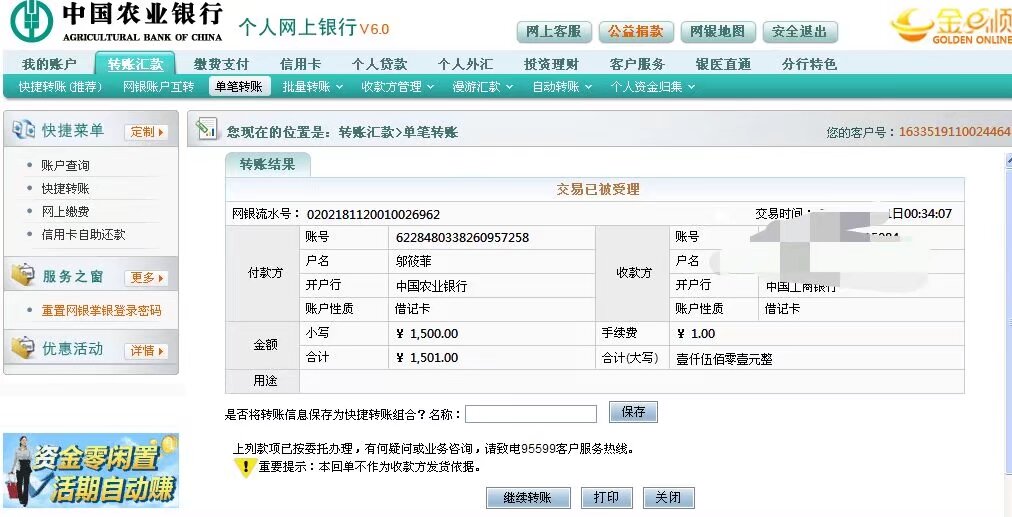 中国农业银行
AGRICULTURAL BANK OF CHINA
个人网上银行V6.0
网上客服 公益捐款 网银地图 安全退出
金e顺
GOLDEN ONLINE
我的账户 转账汇款 缴费支付 信用卡 个人贷款 个人外汇 投资理财 客户服务 银医直通 分行特色
快捷转账(推荐) 网银账户互转 单笔转账 批量转账 收款方管理 漫游汇款 自动转账 个人资金归集
快捷菜单 定制
账户查询
快捷转账
网上缴费
信用卡自助还款
服务之窗 更多
重置网银掌银登录密码
优惠活动 详情
资金零闲置
活期自动赚
您现在的位置是：转账汇款>单笔转账 您的客户号：1633519110024464
转账结果
交易已被受理
网银流水号：0202181120010026962 交易时间： 1日00:34:07
付款方 账号 6228480338260957258 收款方 账号
户名 邬筱菲 户名
开户行 中国农业银行 开户行 中国工商银行
账户性质 借记卡 账户性质 借记卡
金额 小写 ¥ 1,500.00 手续费 ¥ 1.00
合计 ¥ 1,501.00 合计(大写) 壹仟伍佰零壹元整
用途
是否将转账信息保存为快捷转账组合？名称： 保存
上列款项已按委托办理，有何疑问或业务咨询，请致电95599客户服务热线。
重要提示：本回单不作为收款方发货依据。
继续转账 打印 关闭